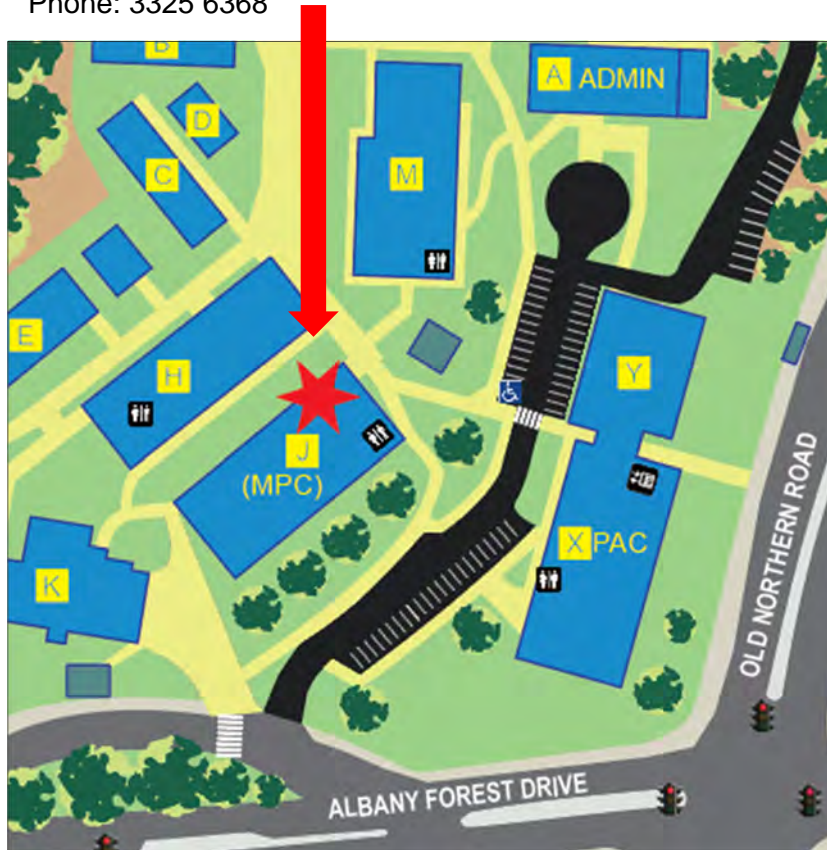 Phone: 3325 6368
B
A ADMIN
D
C
M
E
H
Y
J
(MPC)
X PAC
K
OLD NORTHERN ROAD
ALBANY FOREST DRIVE